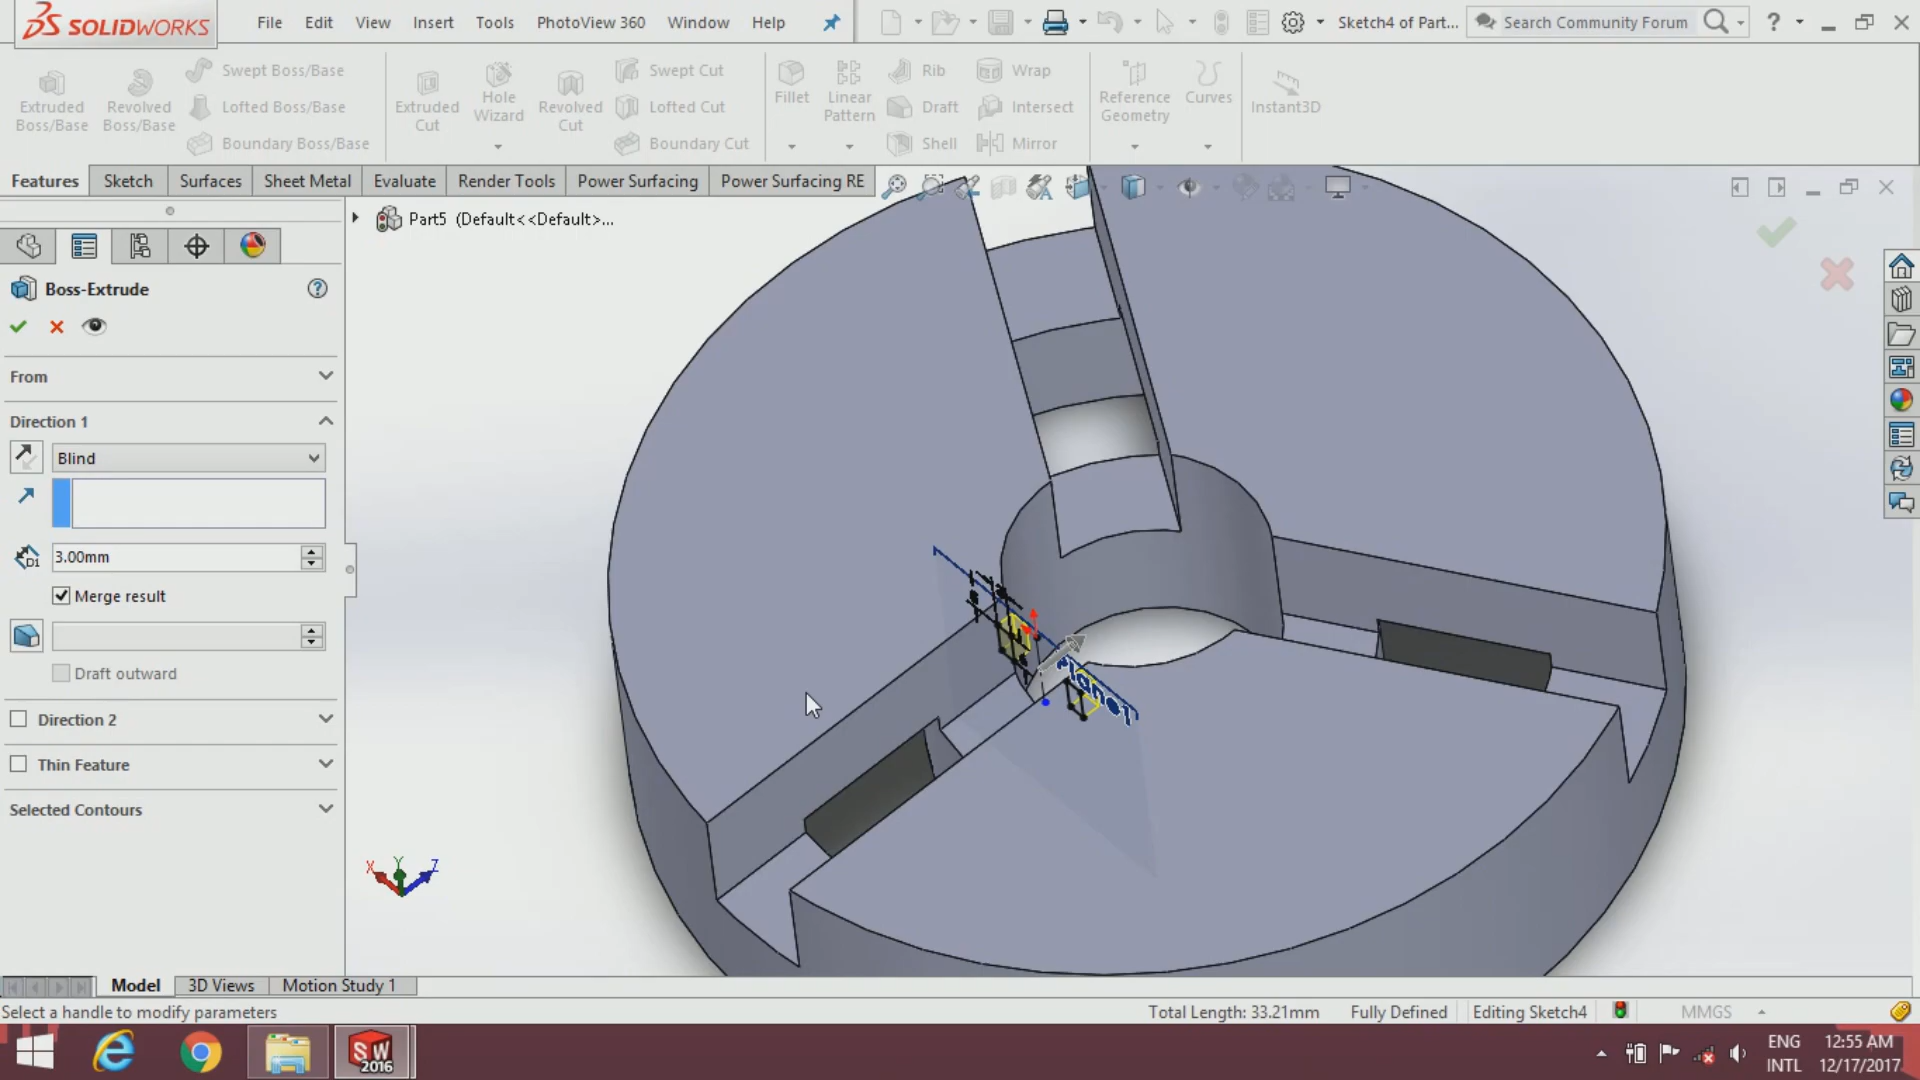 SOLIDWORKS
File Edit View Insert Tools PhotoView 360 Window Help
Sketch4 of Part...
Search Community Forum
?
Extruded Boss/Base
Revolved Boss/Base
Swept Boss/Base
Lofted Boss/Base
Boundary Boss/Base
Extruded Cut
Hole Wizard
Revolved Cut
Swept Cut
Lofted Cut
Boundary Cut
Fillet
Linear Pattern
Rib
Draft
Shell
Wrap
Intersect
Mirror
Reference Geometry
Curves
Instant3D
Features Sketch Surfaces Sheet Metal Evaluate Render Tools Power Surfacing Power Surfacing RE
Part5 (Default<<Default>...
Boss-Extrude
?
From
Direction 1
Blind
D1
3.00mm
Merge result
Draft outward
Direction 2
Thin Feature
Selected Contours
Plane1
X Y Z
Model 3D Views Motion Study 1
Select a handle to modify parameters
Total Length: 33.21mm Fully Defined Editing Sketch4 MMGS
SW 2016
ENG
INTL
12:55 AM
12/17/2017